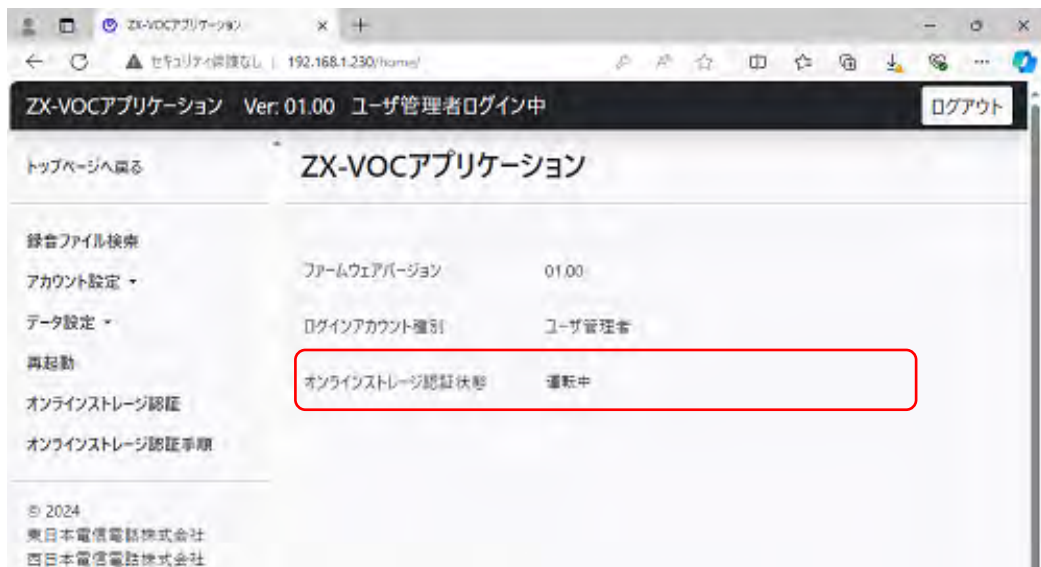 ZX-VOCアプリケーション
セキュリティ保護なし | 192.168.1.230/home/
ZX-VOCアプリケーション Ver: 01.00 ユーザ管理者ログイン中 ログアウト
トップページへ戻る
ZX-VOCアプリケーション
録音ファイル検索
アカウント設定
データ設定
再起動
オンラインストレージ認証
オンラインストレージ認証手順
ファームウェアバージョン 01.00
ログインアカウント種別 ユーザ管理者
オンラインストレージ認証状態 運転中
© 2024
東日本電信電話株式会社
西日本電信電話株式会社